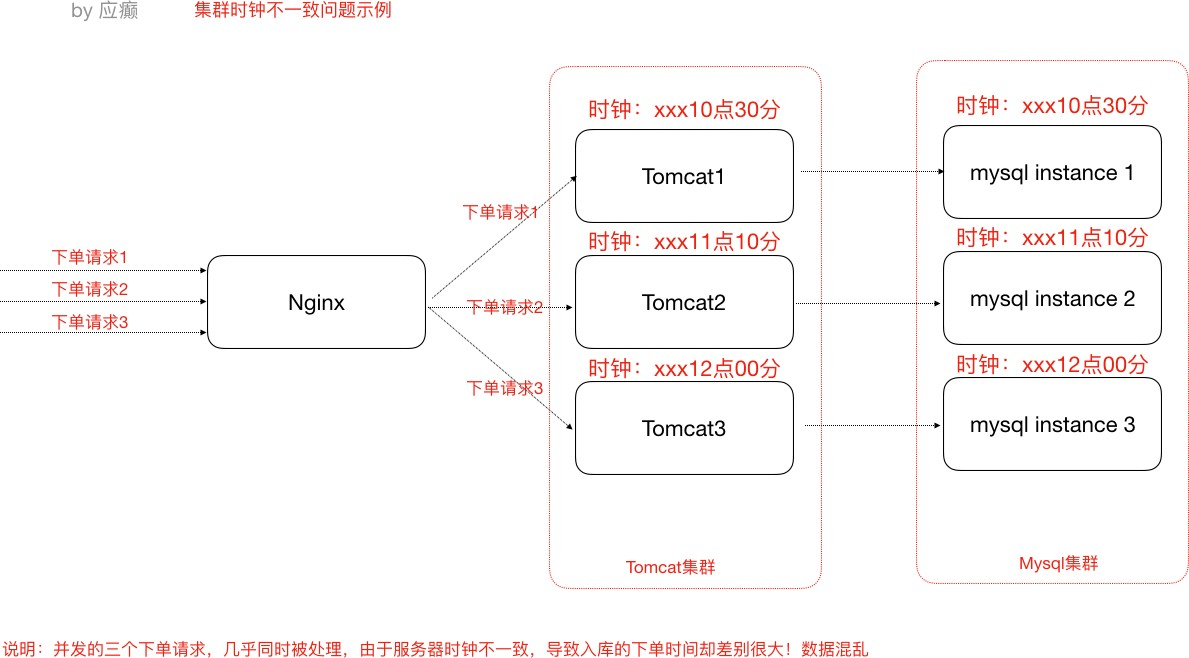 by 应癫
集群时钟不一致问题示例
时钟：xxx10点30分
时钟：xxx10点30分
Tomcat1
mysql instance 1
下单请求1
时钟：xxx11点10分
时钟：xxx11点10分
下单请求1
下单请求2
下单请求3
Nginx
下单请求2
Tomcat2
mysql instance 2
时钟：xxx12点00分
时钟：xxx12点00分
下单请求3
Tomcat3
mysql instance 3
Tomcat集群
Mysql集群
说明：并发的三个下单请求，几乎同时被处理，由于服务器时钟不一致，导致入库的下单时间却差别很大！数据混乱